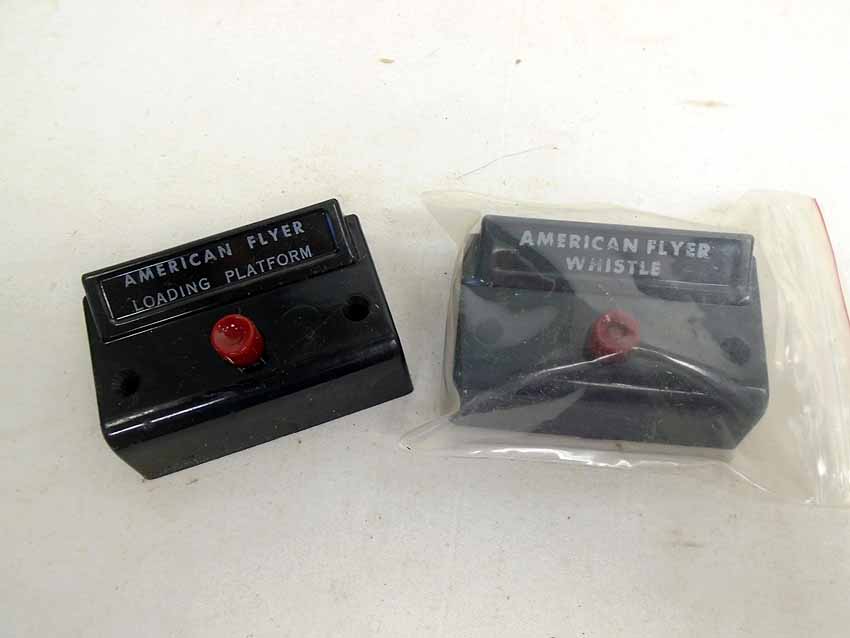 AMERICAN FLYER
LOADING PLATFORM
AMERICAN FLYER
WHISTLE